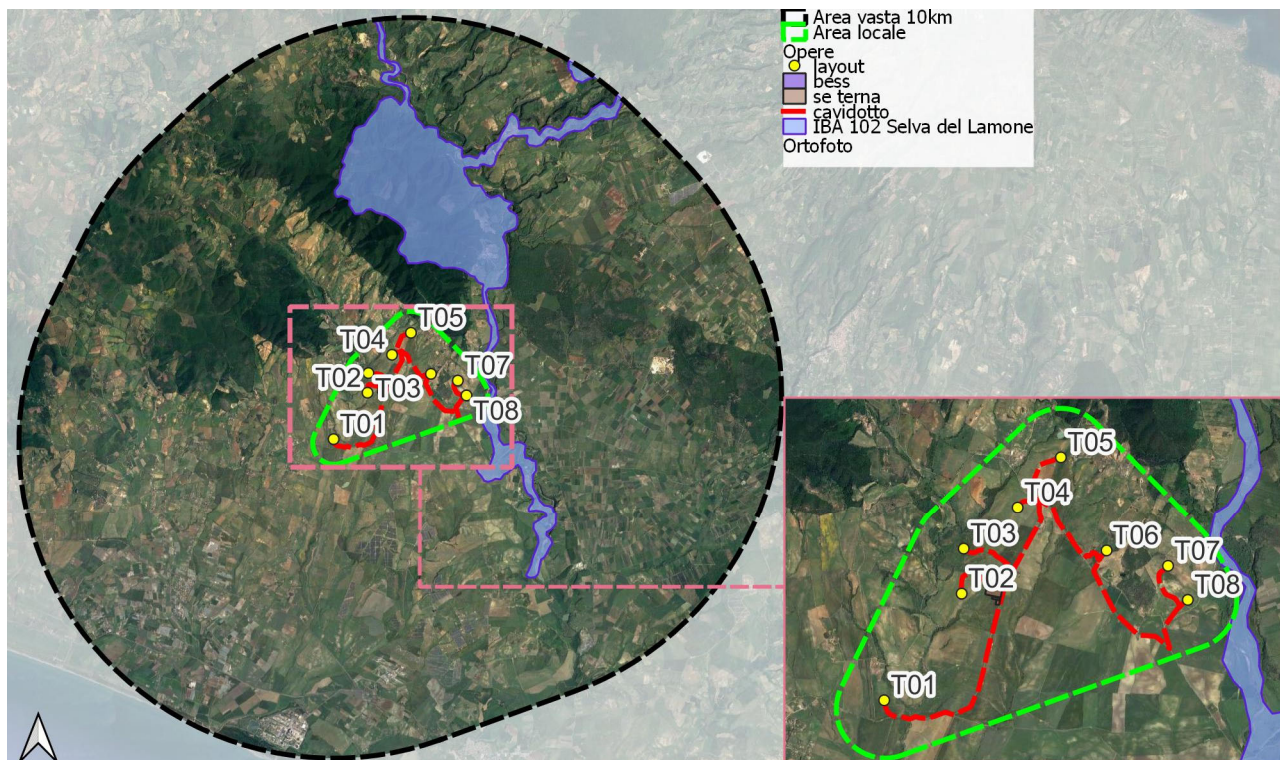 Area vasta 10km
Area locale
Opere
layout
bess
se terna
cavidotto
IBA 102 Selva del Lamone
Ortofoto
T05
T04
T07
T02
T03
T08
T01
T05
T04
T03
T06
T07
T02
T08
T01